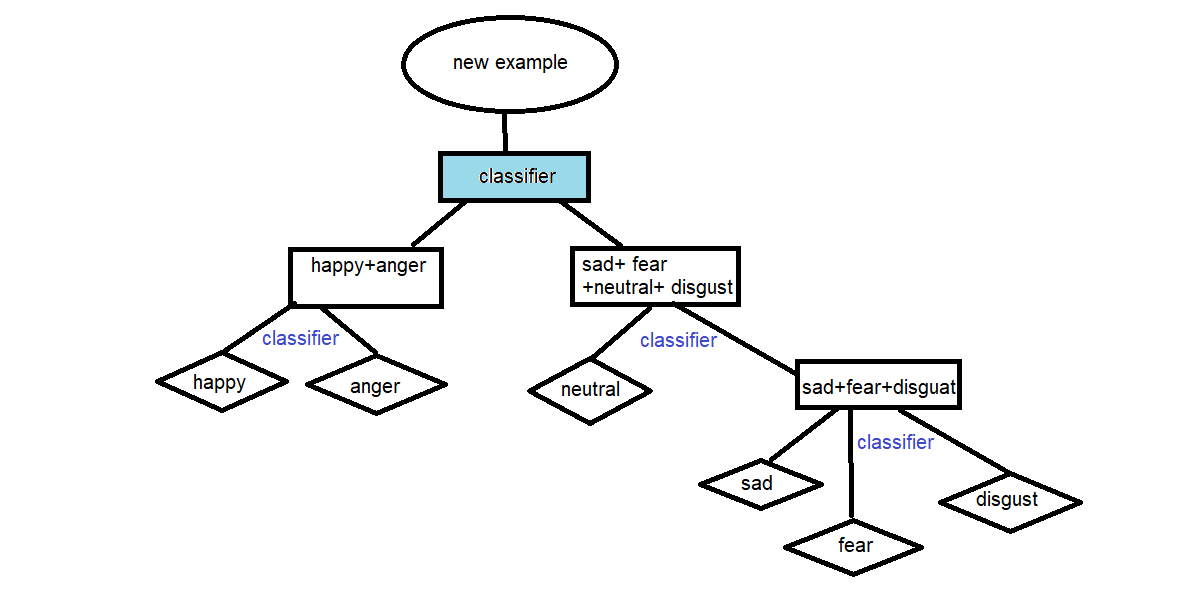 new example
classifier
happy+anger
sad+ fear
+neutral+ disgust
classifier
classifier
happy
anger
neutral
sad+fear+disguat
classifier
sad
disgust
fear